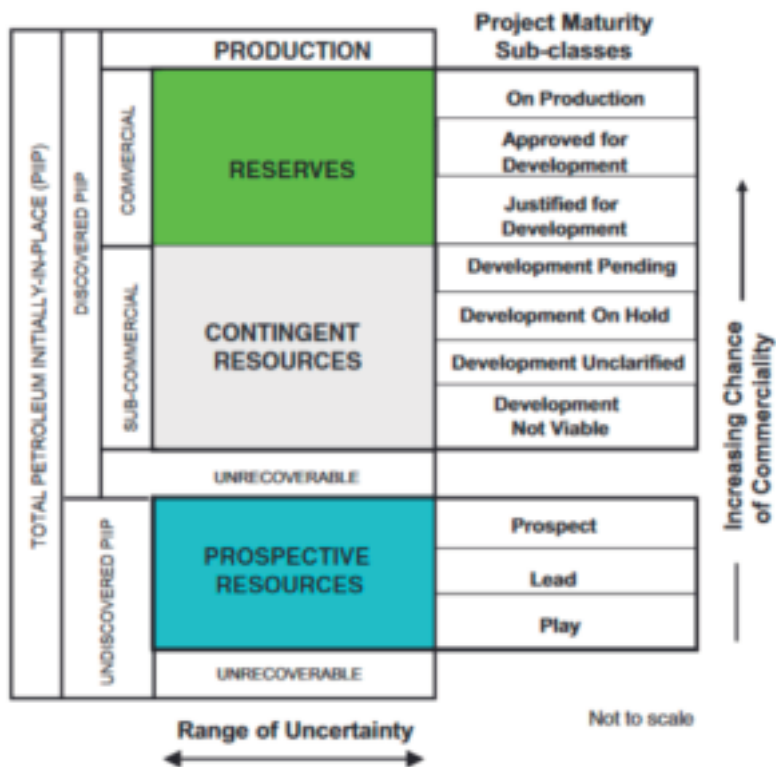 Project Maturity
Sub-classes
PRODUCTION
TOTAL PETROLEUM INITIALLY-IN-PLACE (PIIP)
DISCOVERED PIIP
COMMERCIAL
RESERVES
On Production
Approved for
Development
Justified for
Development
SUB-COMMERCIAL
CONTINGENT
RESOURCES
Development Pending
Development On Hold
Development Unclarified
Development
Not Viable
UNRECOVERABLE
UNDISCOVERED PIIP
PROSPECTIVE
RESOURCES
Prospect
Lead
Play
UNRECOVERABLE
Increasing Chance
of Commerciality
Range of Uncertainty
Not to scale